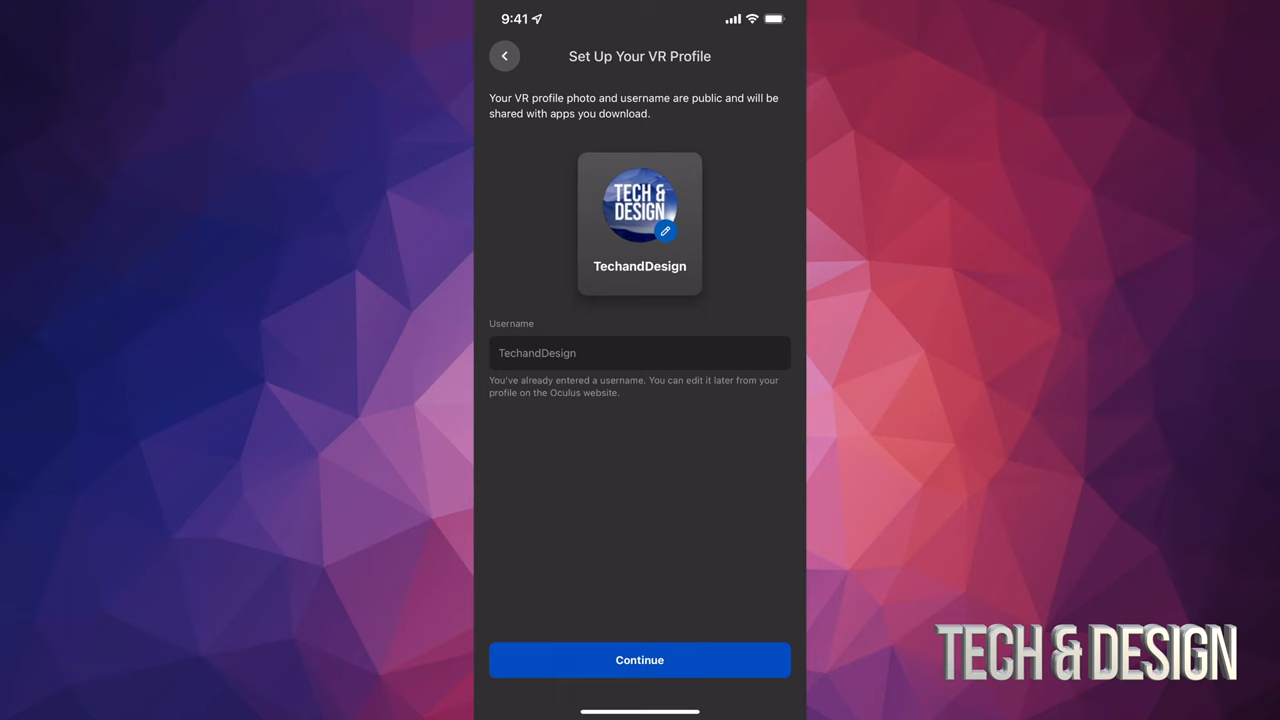 9:41
Set Up Your VR Profile
Your VR profile photo and username are public and will be
shared with apps you download.
TECH &
DESIGN
TechandDesign
Username
TechandDesign
You've already entered a username. You can edit it later from your
profile on the Oculus website.
Continue
TECH & DESIGN